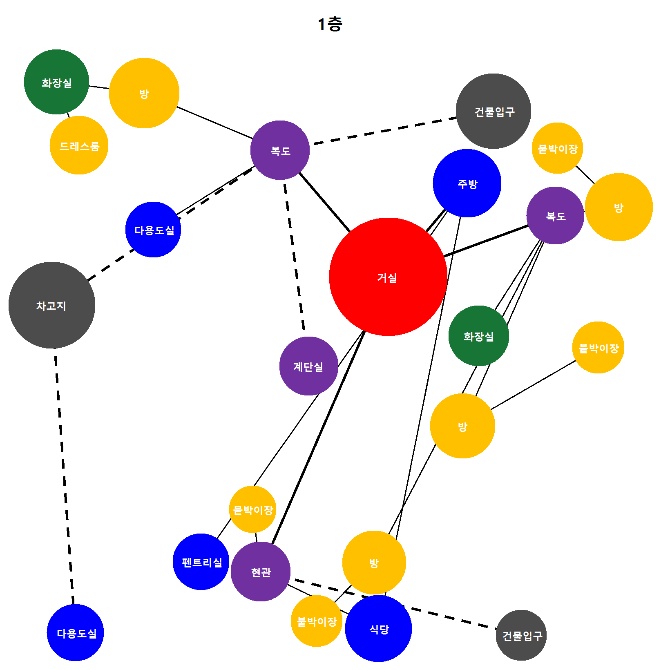 1층
화장실
방
드레스룸
복도
건물입구
붙박이장
주방
방
복도
다용도실
거실
차고지
화장실
붙박이장
계단실
방
붙박이장
펜트리실
현관
방
붙박이장
식당
다용도실
건물입구